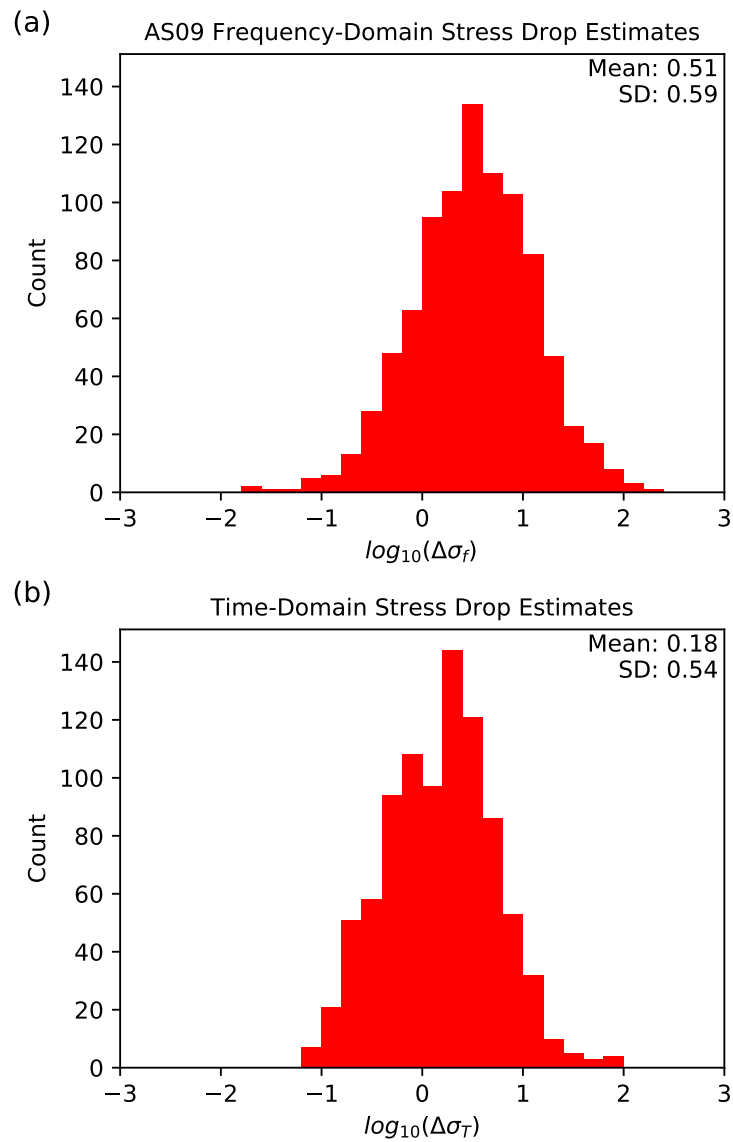 (a)
AS09 Frequency-Domain Stress Drop Estimates
Mean: 0.51
SD: 0.59
140
120
100
80
60
40
20
0
Count
−3 −2 −1 0 1 2 3
log₁₀(Δσ_f)
(b)
Time-Domain Stress Drop Estimates
Mean: 0.18
SD: 0.54
140
120
100
80
60
40
20
0
Count
−3 −2 −1 0 1 2 3
log₁₀(Δσ_T)